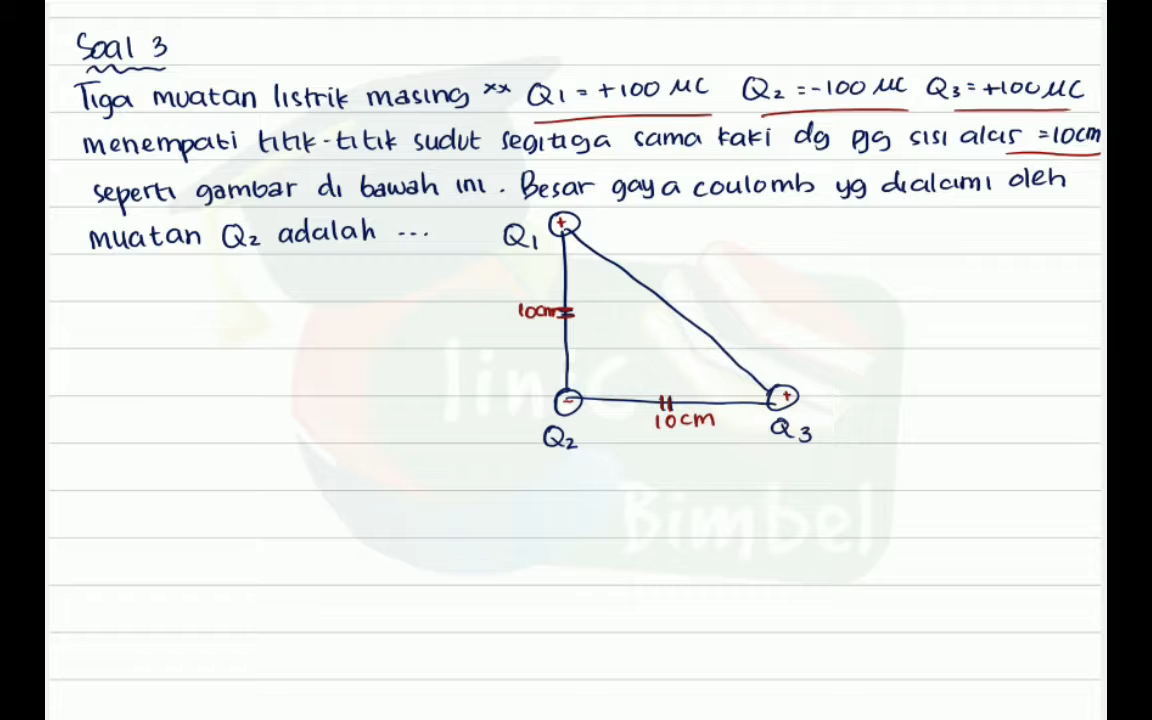 Soal 3
Tiga muatan listrik masing ×× Q1 = +100 µC Q2 = -100 µC Q3 = +100 µC
menempati titik-titik sudut segitiga sama kaki dg pjg sisi alas = 10cm
seperti gambar di bawah ini. Besar gaya coulomb yg dialami oleh
muatan Q2 adalah ...
Q1 +
10cm
-
+
10cm
Q2
Q3
linC
Bimbel